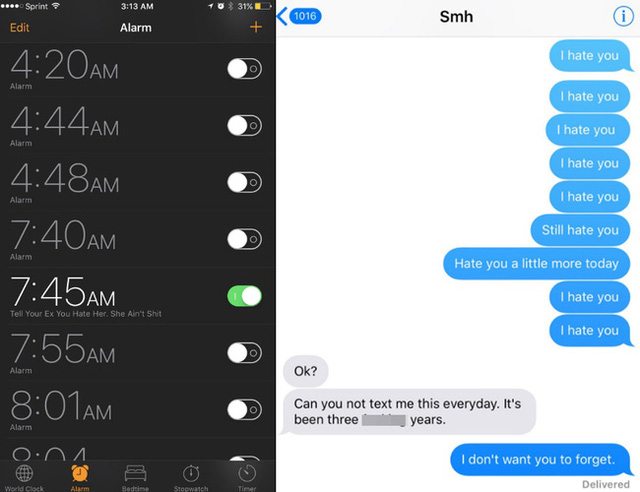 Sprint
3:13 AM
31%
Edit
Alarm
+
4:20AM
Alarm
4:44AM
Alarm
4:48AM
Alarm
7:40AM
Alarm
7:45AM
Tell Your Ex You Hate Her. She Ain't Shit
7:55AM
Alarm
8:01AM
Alarm
8:04
World Clock
Alarm
Bedtime
Stopwatch
Timer
1016
Smh
i
I hate you
I hate you
I hate you
I hate you
I hate you
Still hate you
Hate you a little more today
I hate you
I hate you
Ok?
Can you not text me this everyday. It's
been three years.
I don't want you to forget.
Delivered